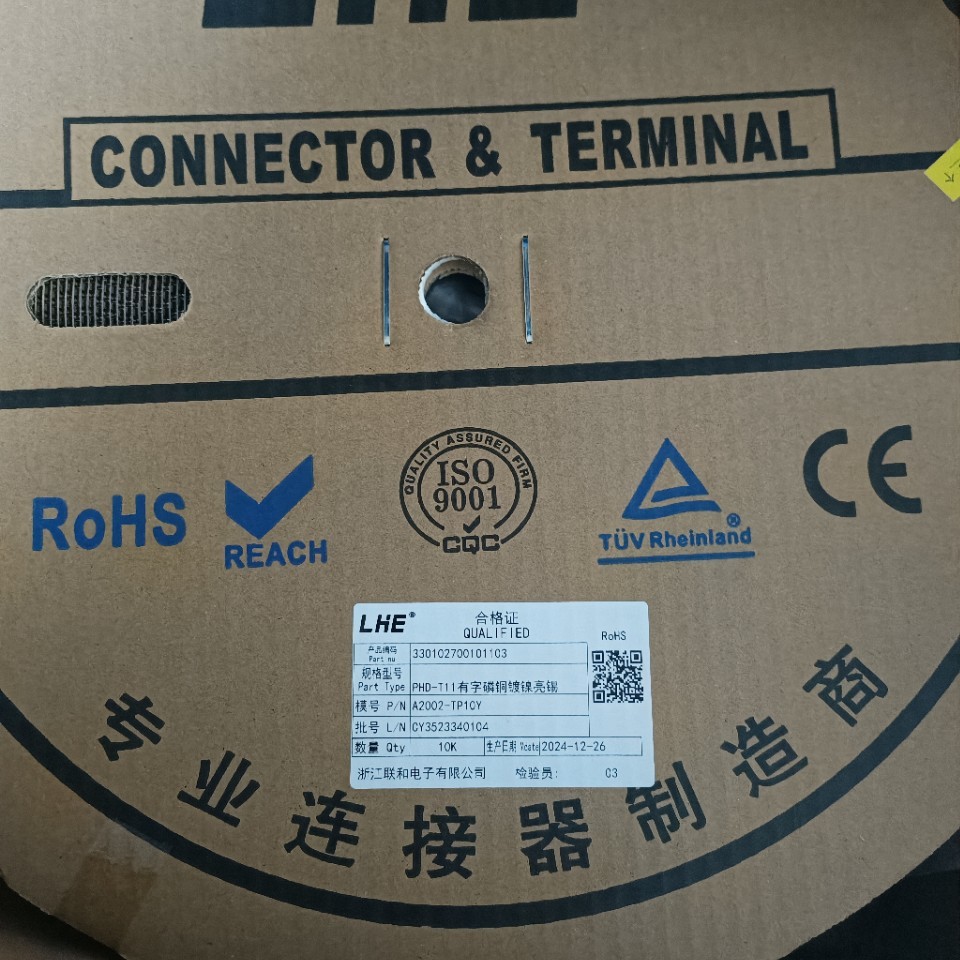 LHE
CONNECTOR & TERMINAL
RoHS
REACH
QUALITY ASSURED FIRM
ISO
9001
CQC
TÜV Rheinland®
CE
LHE®
合格证
QUALIFIED
RoHS
产品编码
Part nu
330102700101103
规格型号
Part Type
PHD-T11有字磷铜镀镍亮锡
模号 P/N
A2002-TP1CY
批号 L/N
CY3523340104
数量 Qty
10K
生产日期
2024-12-26
浙江联和电子有限公司
检验员:
03
专业连接器制造商